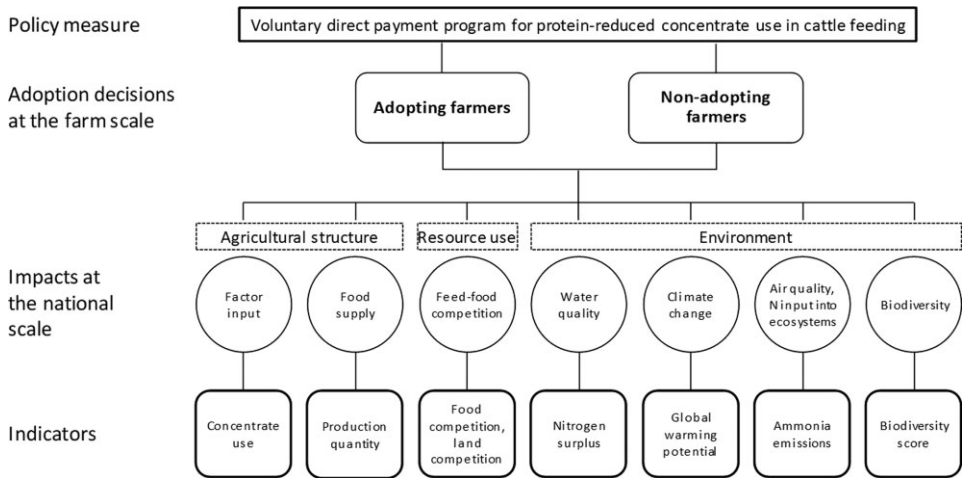 Policy measure
Voluntary direct payment program for protein-reduced concentrate use in cattle feeding
Adoption decisions
at the farm scale
Adopting farmers
Non-adopting
farmers
Agricultural structure
Resource use
Environment
Impacts at
the national
scale
Factor
input
Food
supply
Feed-food
competition
Water
quality
Climate
change
Air quality,
N input into
ecosystems
Biodiversity
Indicators
Concentrate
use
Production
quantity
Food
competition,
land
competition
Nitrogen
surplus
Global
warming
potential
Ammonia
emissions
Biodiversity
score